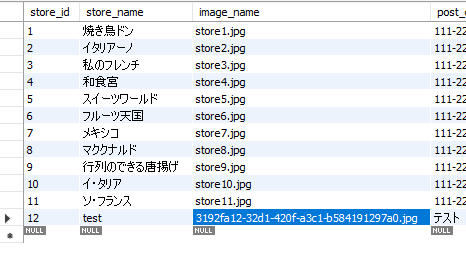 store_id store_name image_name post_c
1 焼き鳥ドン store1.jpg 111-22
2 イタリアーノ store2.jpg 111-22
3 私のフレンチ store3.jpg 111-22
4 和食宮 store4.jpg 111-22
5 スイーツワールド store5.jpg 111-22
6 フルーツ天国 store6.jpg 111-22
7 メキシコ store7.jpg 111-22
8 マククナルド store8.jpg 111-22
9 行列のできる唐揚げ store9.jpg 111-22
10 イ・タリア store10.jpg 111-22
11 ソ・フランス store11.jpg 111-22
12 test 3192fa12-32d1-420f-a3c1-b584191297a0.jpg テスト
NULL NULL NULL NULL